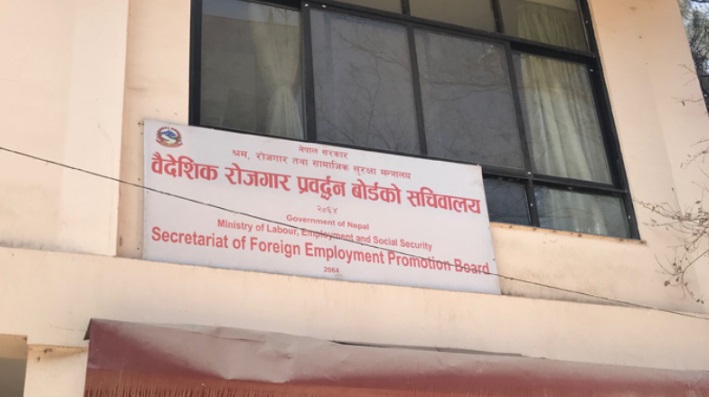 नेपाल सरकार
श्रम, रोजगार तथा सामाजिक सुरक्षा मन्त्रालय
वैदेशिक रोजगार प्रवर्द्धन बोर्डको सचिवालय
२०६४
Government of Nepal
Ministry of Labour, Employment and Social Security
Secretariat of Foreign Employment Promotion Board
2064